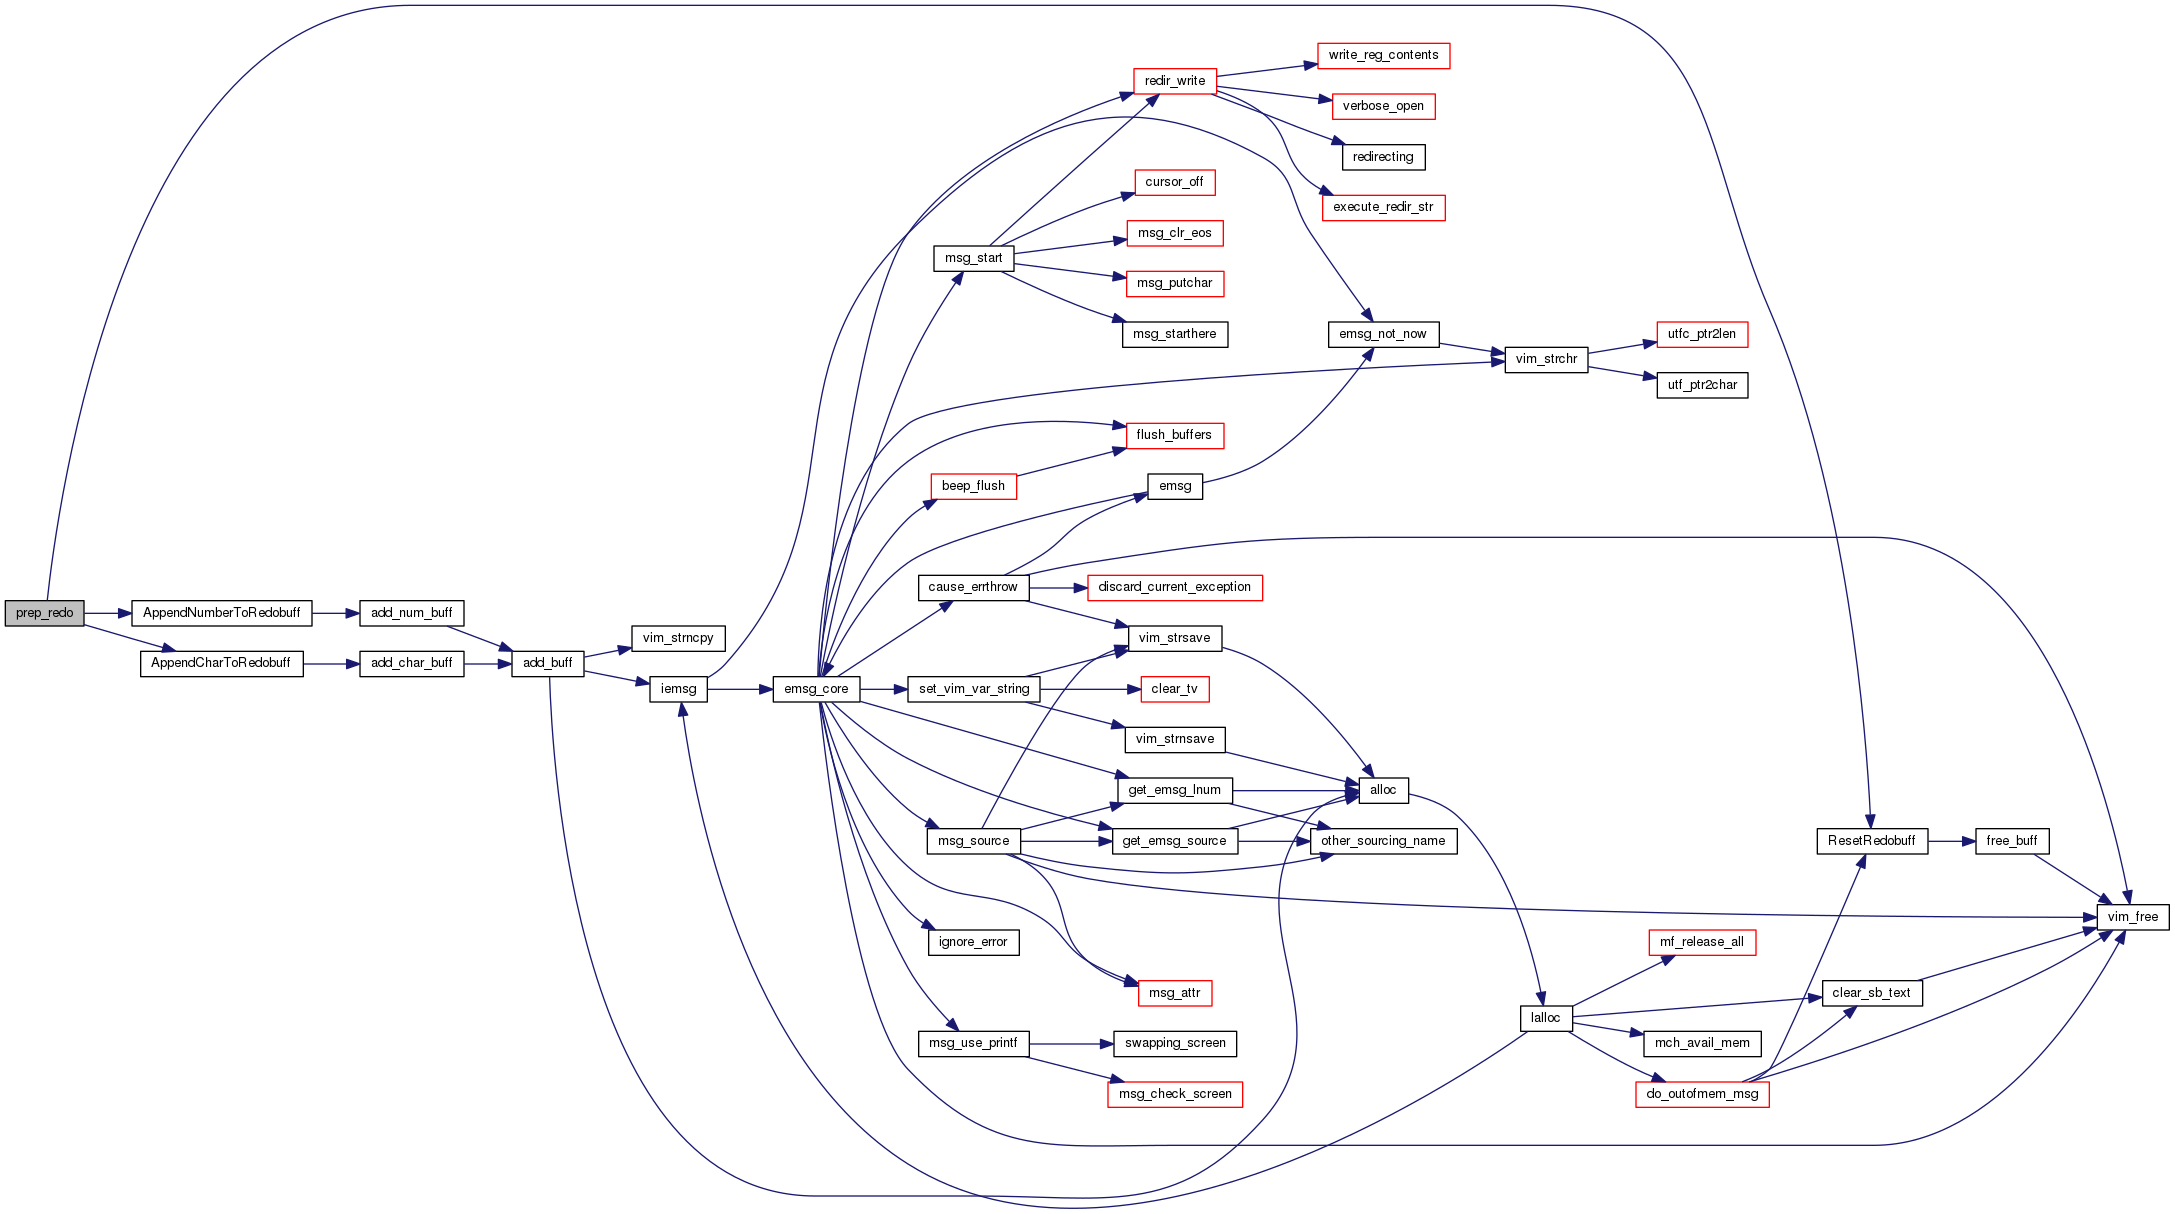 prep_redo
AppendNumberToRedobuff
AppendCharToRedobuff
add_num_buff
add_char_buff
add_buff
vim_strncpy
iemsg
emsg_core
msg_start
beep_flush
cause_errthrow
set_vim_var_string
msg_source
ignore_error
msg_use_printf
redir_write
cursor_off
msg_clr_eos
msg_putchar
msg_starthere
flush_buffers
emsg
discard_current_exception
vim_strsave
clear_tv
vim_strnsave
get_emsg_lnum
get_emsg_source
msg_attr
swapping_screen
msg_check_screen
write_reg_contents
verbose_open
redirecting
execute_redir_str
emsg_not_now
alloc
other_sourcing_name
vim_strchr
lalloc
utfc_ptr2len
utf_ptr2char
mf_release_all
mch_avail_mem
do_outofmem_msg
ResetRedobuff
clear_sb_text
free_buff
vim_free